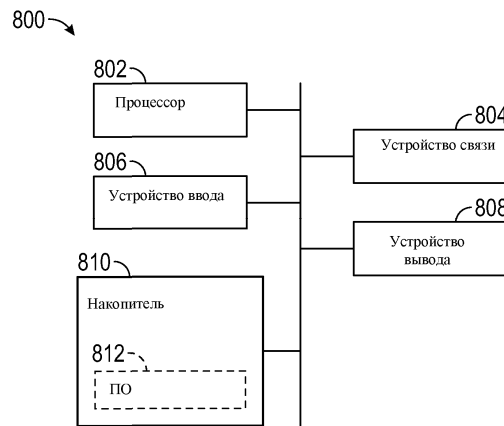 800
802
Процессор
804
Устройство связи
806
Устройство ввода
808
Устройство
вывода
810
Накопитель
812
ПО